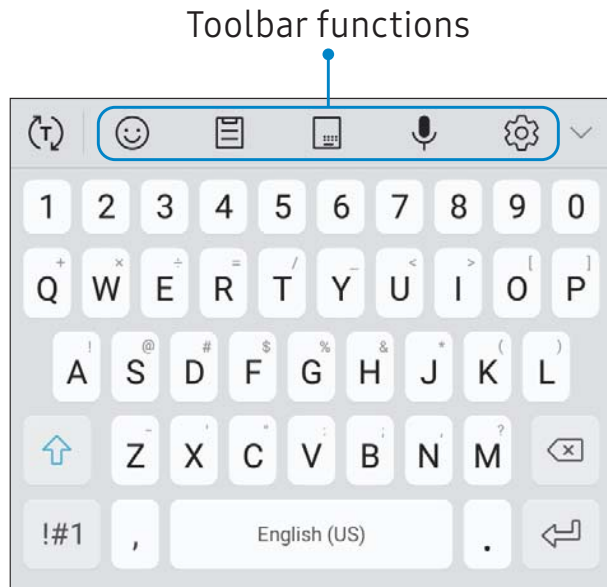 Toolbar functions
T
1 2 3 4 5 6 7 8 9 0
+ × ÷ = / _ < > [ ]
Q W E R T Y U I O P
! @ # $ % & * ( )
A S D F G H J K L
- ' " : ; , ?
Z X C V B N M
!#1 , English (US) .